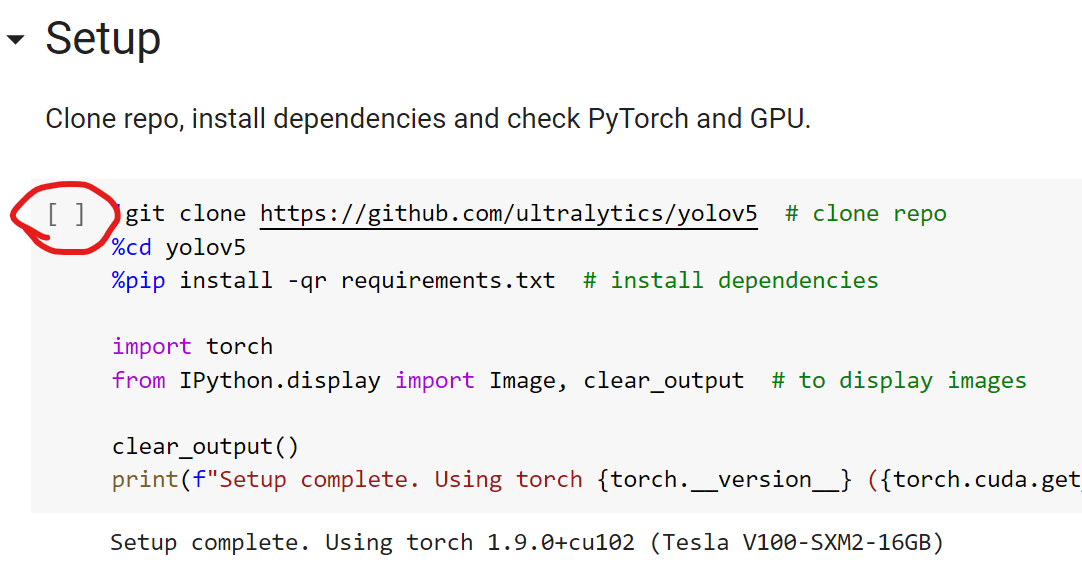 Setup
Clone repo, install dependencies and check PyTorch and GPU.
[ ] !git clone https://github.com/ultralytics/yolov5 # clone repo
%cd yolov5
%pip install -qr requirements.txt # install dependencies
import torch
from IPython.display import Image, clear_output # to display images
clear_output()
print(f"Setup complete. Using torch {torch.__version__} ({torch.cuda.get_
Setup complete. Using torch 1.9.0+cu102 (Tesla V100-SXM2-16GB)